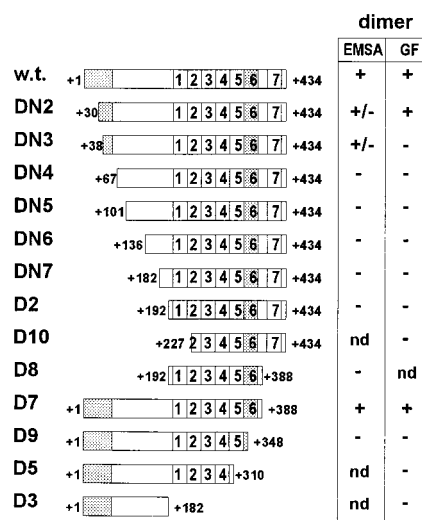 dimer
EMSA GF
w.t. +1 1 2 3 4 5 6 7 +434 + +
DN2 +30 1 2 3 4 5 6 7 +434 +/- +
DN3 +38 1 2 3 4 5 6 7 +434 +/- -
DN4 +67 1 2 3 4 5 6 7 +434 - -
DN5 +101 1 2 3 4 5 6 7 +434 - -
DN6 +136 1 2 3 4 5 6 7 +434 - -
DN7 +182 1 2 3 4 5 6 7 +434 - -
D2 +192 1 2 3 4 5 6 7 +434 - -
D10 +227 2 3 4 5 6 7 +434 nd -
D8 +192 1 2 3 4 5 6 +388 - nd
D7 +1 1 2 3 4 5 6 +388 + +
D9 +1 1 2 3 4 5 +348 - -
D5 +1 1 2 3 4 +310 nd -
D3 +1 +182 nd -